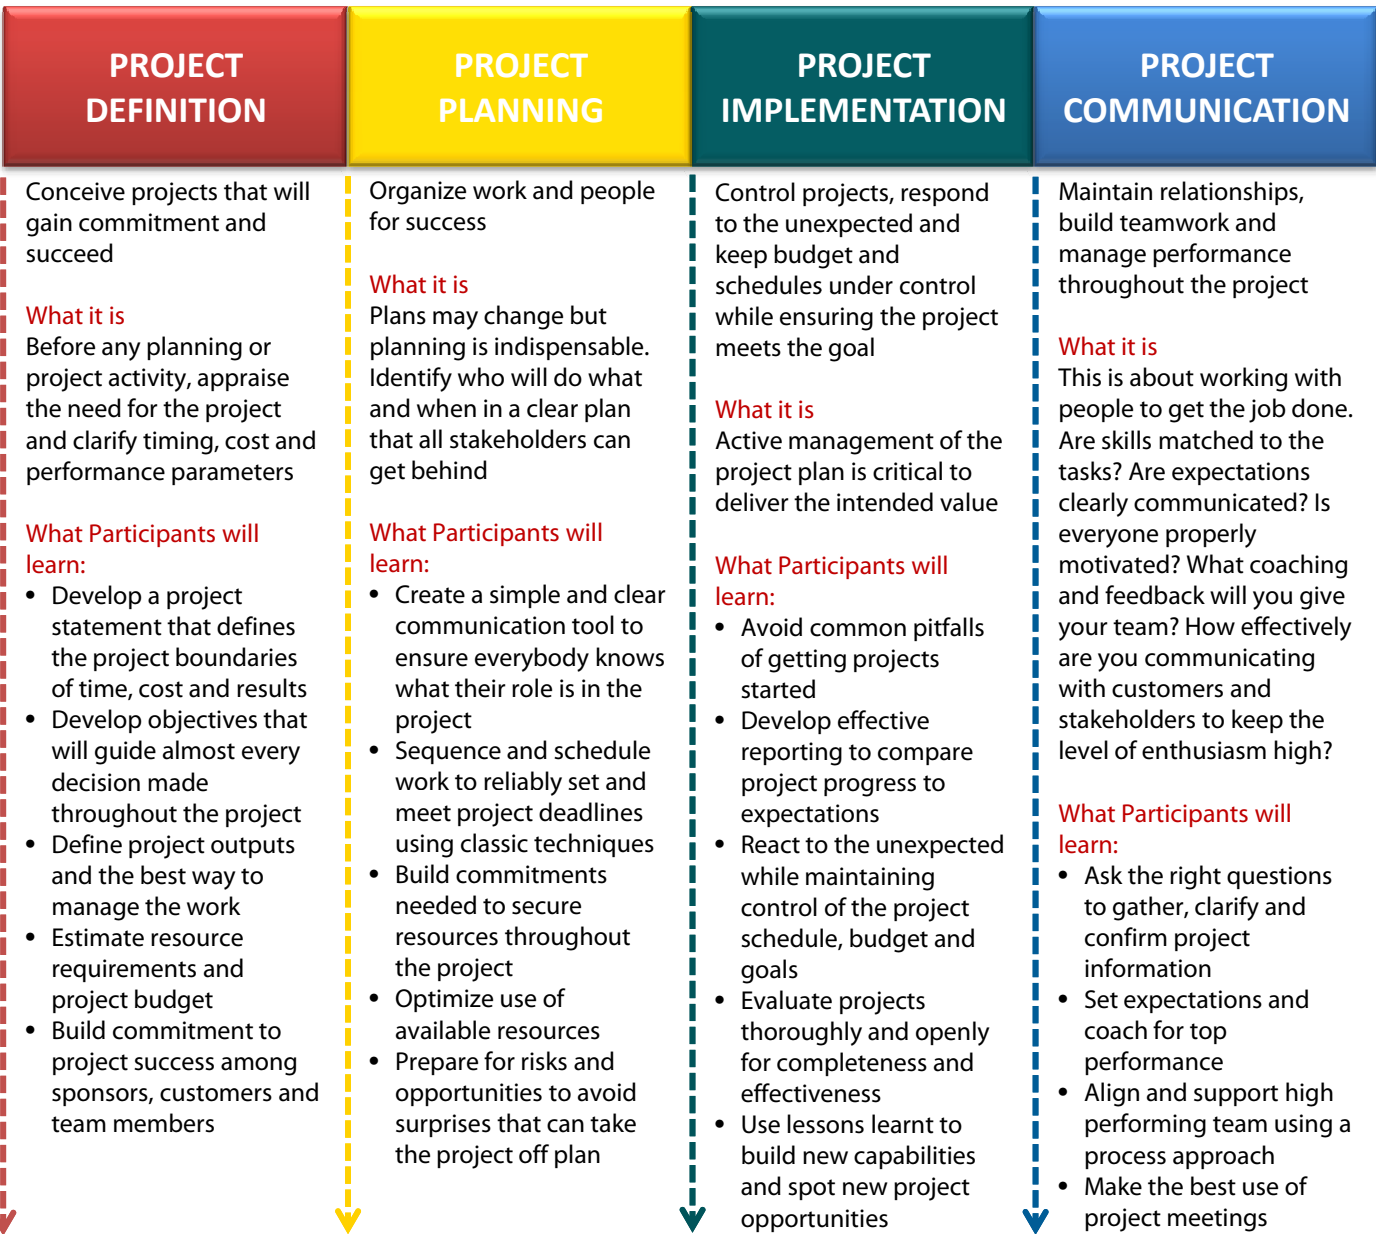 PROJECT
DEFINITION
Conceive projects that will
gain commitment and
succeed
What it is
Before any planning or
project activity, appraise
the need for the project
and clarify timing, cost and
performance parameters
What Participants will
learn:
• Develop a project
statement that defines
the project boundaries
of time, cost and results
• Develop objectives that
will guide almost every
decision made
throughout the project
• Define project outputs
and the best way to
manage the work
• Estimate resource
requirements and
project budget
• Build commitment to
project success among
sponsors, customers and
team members
PROJECT
PLANNING
Organize work and people
for success
What it is
Plans may change but
planning is indispensable.
Identify who will do what
and when in a clear plan
that all stakeholders can
get behind
What Participants will
learn:
• Create a simple and clear
communication tool to
ensure everybody knows
what their role is in the
project
• Sequence and schedule
work to reliably set and
meet project deadlines
using classic techniques
• Build commitments
needed to secure
resources throughout
the project
• Optimize use of
available resources
• Prepare for risks and
opportunities to avoid
surprises that can take
the project off plan
PROJECT
IMPLEMENTATION
Control projects, respond
to the unexpected and
keep budget and
schedules under control
while ensuring the project
meets the goal
What it is
Active management of the
project plan is critical to
deliver the intended value
What Participants will
learn:
• Avoid common pitfalls
of getting projects
started
• Develop effective
reporting to compare
project progress to
expectations
• React to the unexpected
while maintaining
control of the project
schedule, budget and
goals
• Evaluate projects
thoroughly and openly
for completeness and
effectiveness
• Use lessons learnt to
build new capabilities
and spot new project
opportunities
PROJECT
COMMUNICATION
Maintain relationships,
build teamwork and
manage performance
throughout the project
What it is
This is about working with
people to get the job done.
Are skills matched to the
tasks? Are expectations
clearly communicated? Is
everyone properly
motivated? What coaching
and feedback will you give
your team? How effectively
are you communicating
with customers and
stakeholders to keep the
level of enthusiasm high?
What Participants will
learn:
• Ask the right questions
to gather, clarify and
confirm project
information
• Set expectations and
coach for top
performance
• Align and support high
performing team using a
process approach
• Make the best use of
project meetings